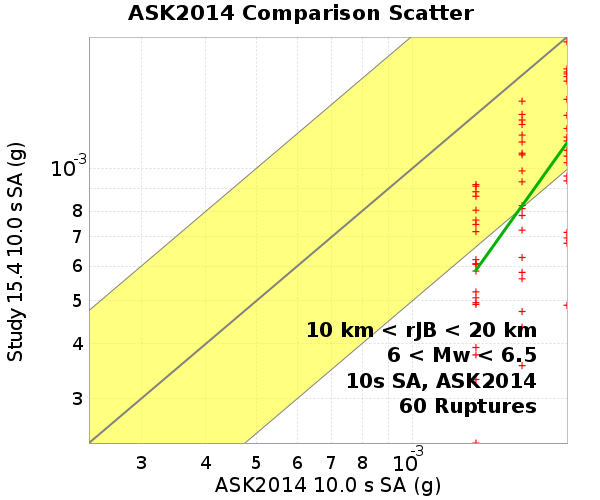 ASK2014 Comparison Scatter
Study 15.4 10.0 s SA (g)
10-3
8
7
6
5
4
3
10 km < rJB < 20 km
6 < Mw < 6.5
10s SA, ASK2014
60 Ruptures
3 4 5 6 7 8 10-3
ASK2014 10.0 s SA (g)